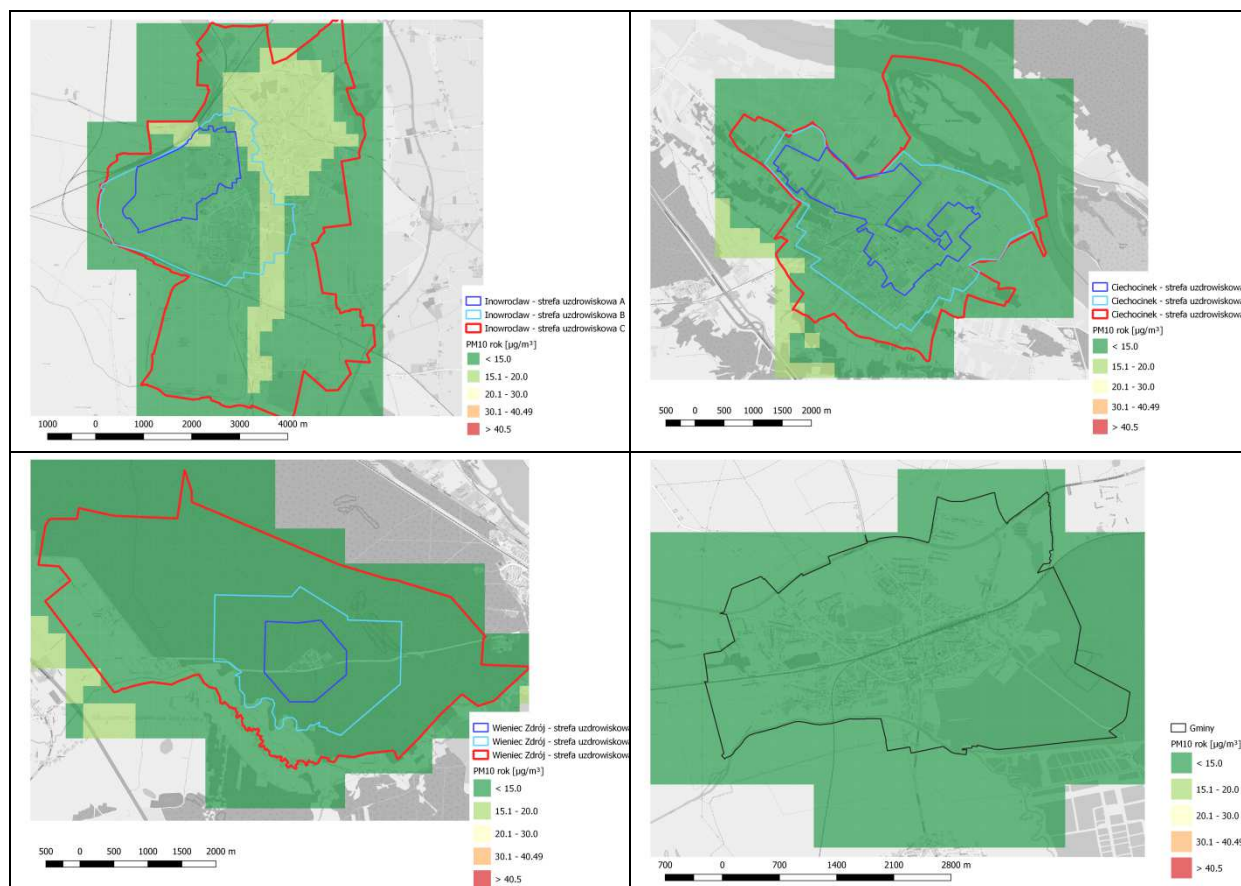 Inowrocław - strefa uzdrowiskowa A
Inowrocław - strefa uzdrowiskowa B
Inowrocław - strefa uzdrowiskowa C
PM10 rok [µg/m³]
< 15.0
15.1 - 20.0
20.1 - 30.0
30.1 - 40.49
> 40.5
1000 0 1000 2000 3000 4000 m
Ciechocinek - strefa uzdrowiskowa
Ciechocinek - strefa uzdrowiskowa
Ciechocinek - strefa uzdrowiskowa
PM10 rok [µg/m³]
< 15.0
15.1 - 20.0
20.1 - 30.0
30.1 - 40.49
> 40.5
500 0 500 1000 1500 2000 m
Wieniec Zdrój - strefa uzdrowiskowa
Wieniec Zdrój - strefa uzdrowiskowa
Wieniec Zdrój - strefa uzdrowiskowa
PM10 rok [µg/m³]
< 15.0
15.1 - 20.0
20.1 - 30.0
30.1 - 40.49
> 40.5
500 0 500 1000 1500 2000 m
Gminy
PM10 rok [µg/m³]
< 15.0
15.1 - 20.0
20.1 - 30.0
30.1 - 40.49
> 40.5
700 0 700 1400 2100 2800 m